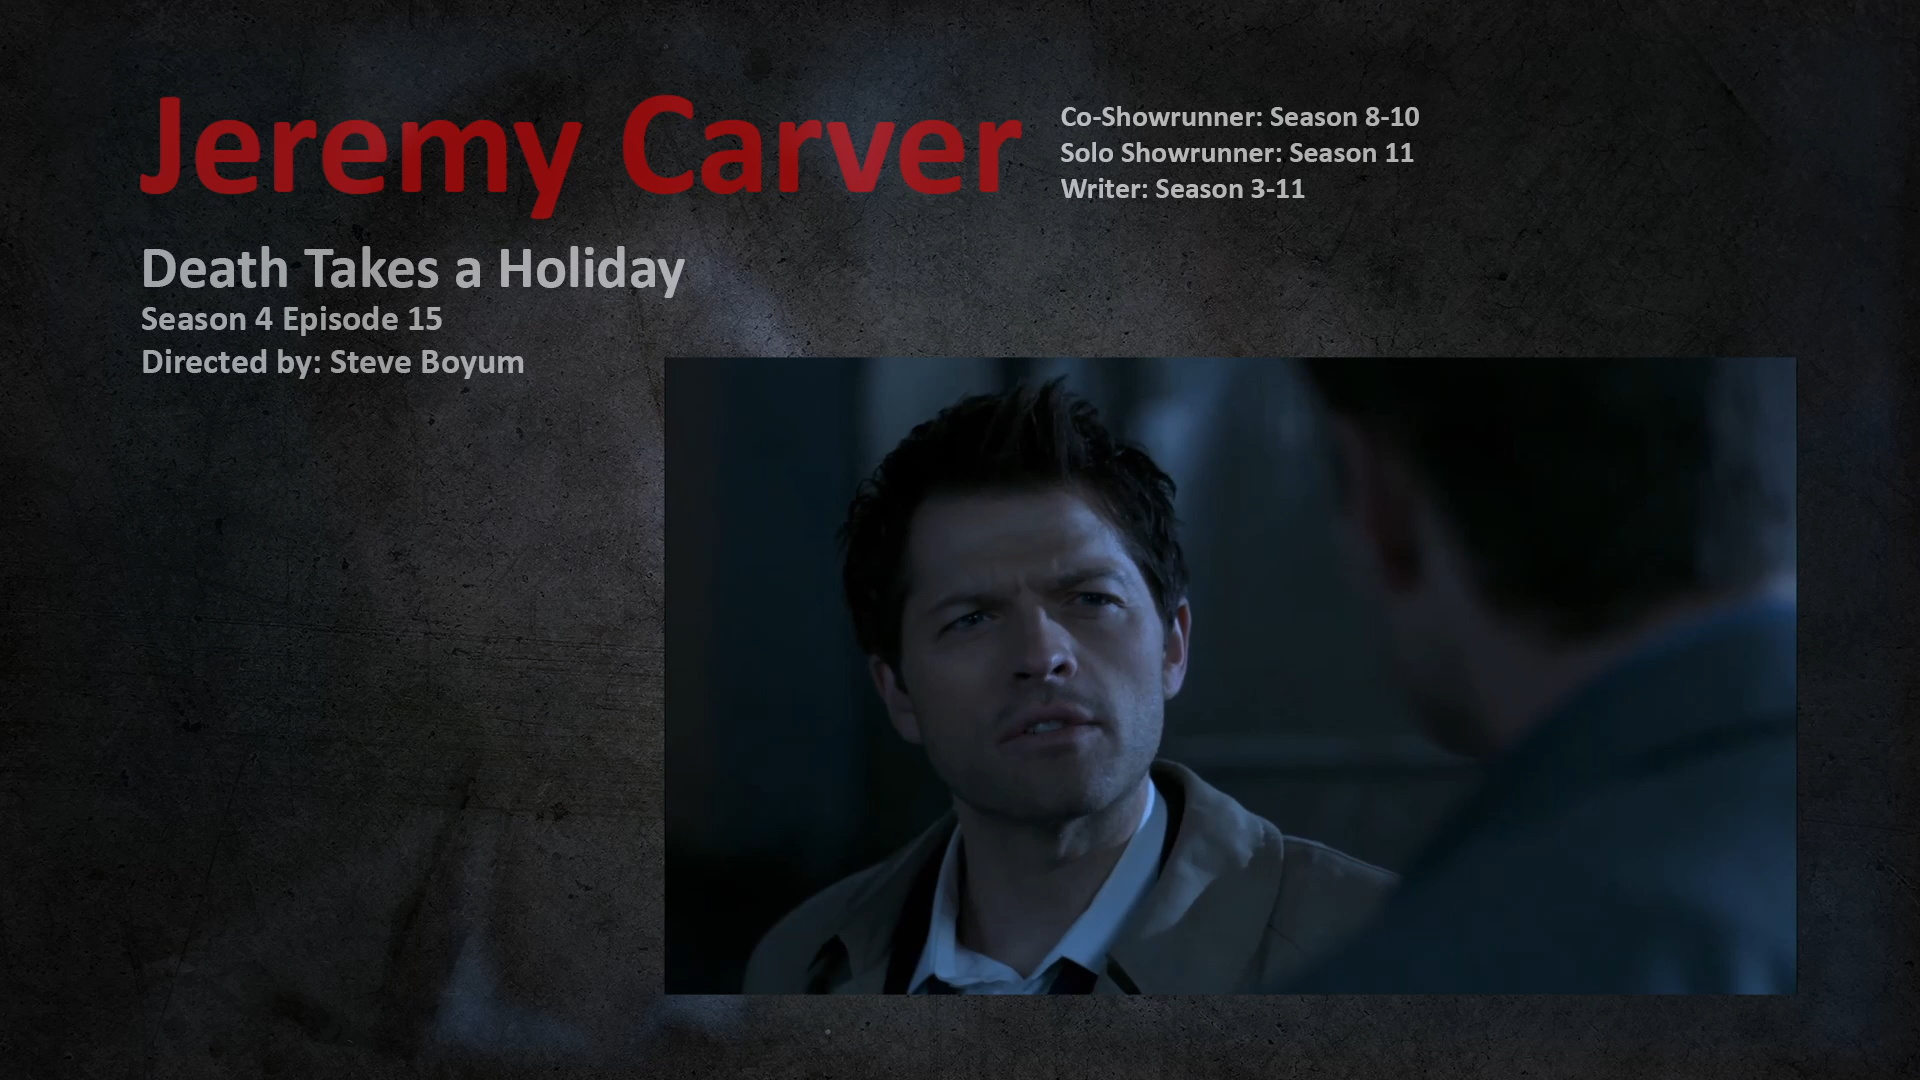 Jeremy Carver
Co-Showrunner: Season 8-10
Solo Showrunner: Season 11
Writer: Season 3-11
Death Takes a Holiday
Season 4 Episode 15
Directed by: Steve Boyum